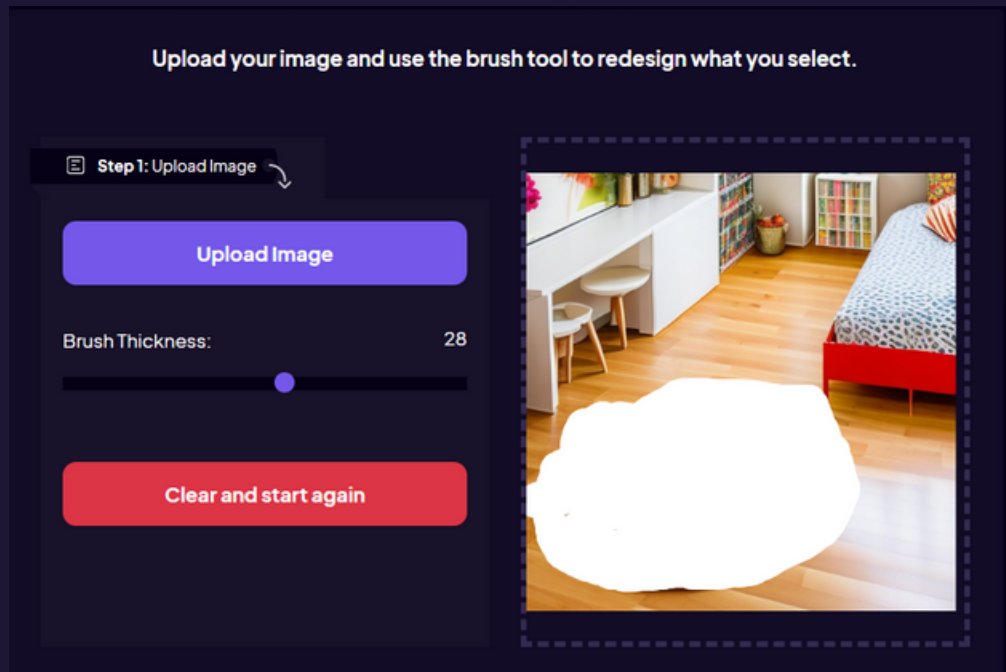 Upload your image and use the brush tool to redesign what you select.
Step 1: Upload Image
Upload Image
Brush Thickness: 28
Clear and start again